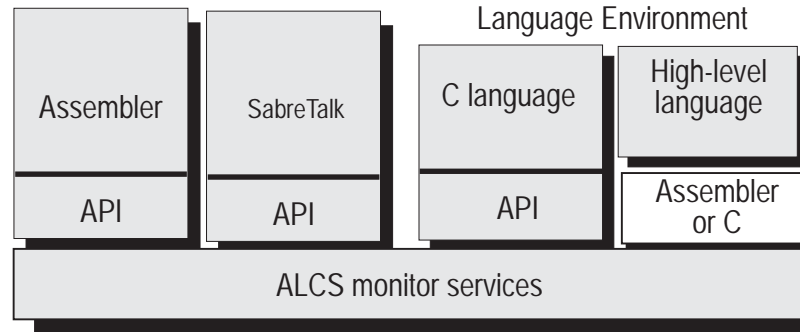 Language Environment
Assembler
SabreTalk
C language
High-level
language
API
API
API
Assembler
or C
ALCS monitor services